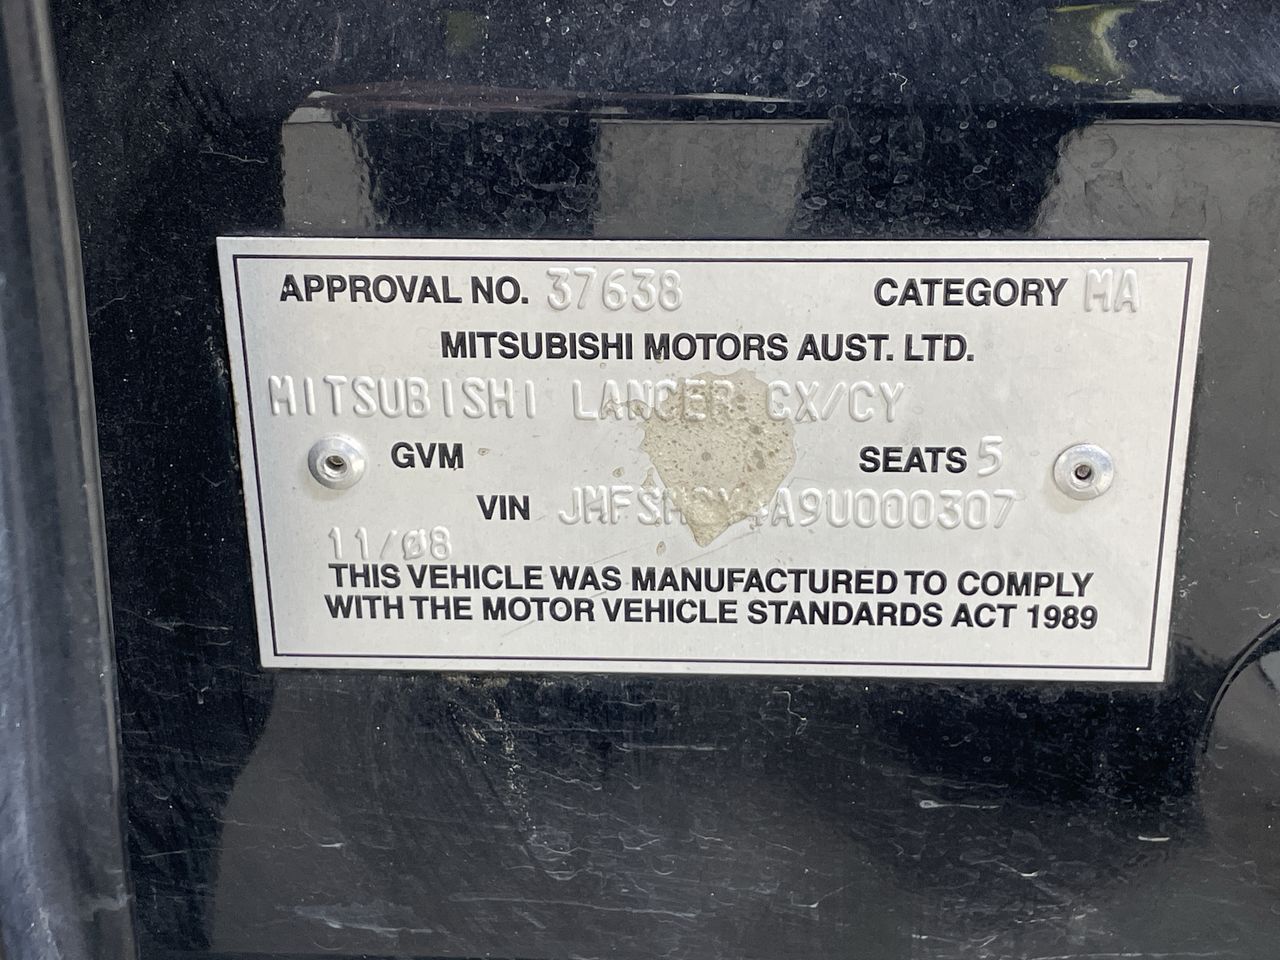 APPROVAL NO. 37638 CATEGORY MA
MITSUBISHI MOTORS AUST. LTD.
MITSUBISHI LANCER CX/CY
GVM SEATS 5
VIN
11/08
THIS VEHICLE WAS MANUFACTURED TO COMPLY
WITH THE MOTOR VEHICLE STANDARDS ACT 1989